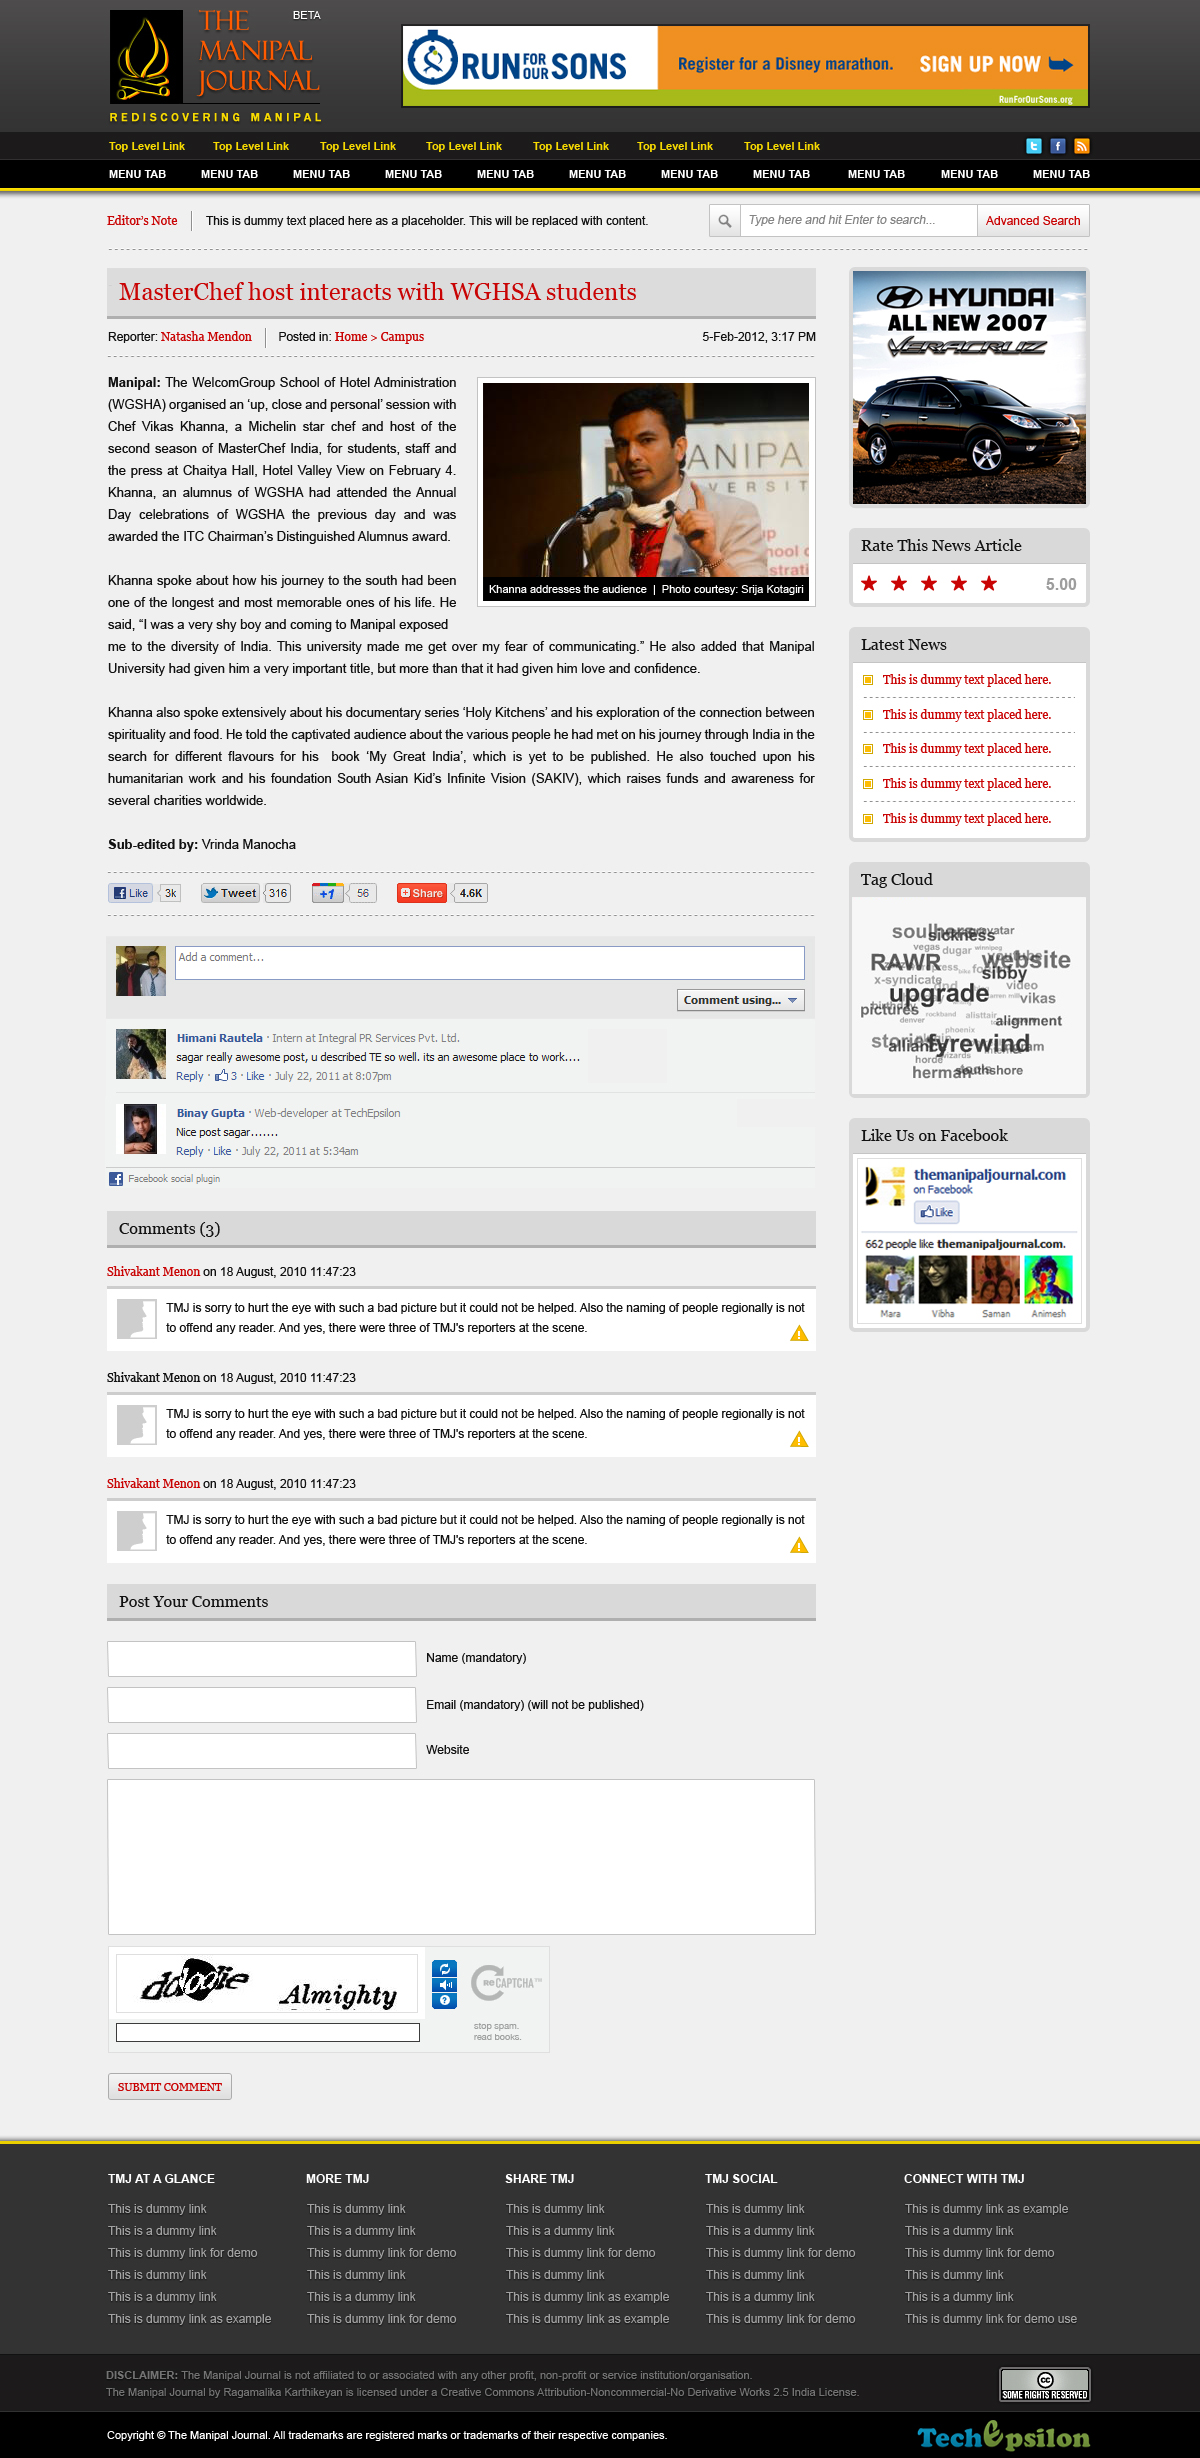 THE
MANIPAL
JOURNAL
BETA
REDISCOVERING MANIPAL
RUN FOR OUR SONS
Register for a Disney marathon. SIGN UP NOW
RunForOurSons.org
Top Level Link Top Level Link Top Level Link Top Level Link Top Level Link Top Level Link Top Level Link
MENU TAB MENU TAB MENU TAB MENU TAB MENU TAB MENU TAB MENU TAB MENU TAB MENU TAB MENU TAB MENU TAB
Editor's Note This is dummy text placed here as a placeholder. This will be replaced with content.
Type here and hit Enter to search... Advanced Search
MasterChef host interacts with WGHSA students
Reporter: Natasha Mendon Posted in: Home > Campus 5-Feb-2012, 3:17 PM
Manipal: The WelcomGroup School of Hotel Administration
(WGSHA) organised an ‘up, close and personal’ session with
Chef Vikas Khanna, a Michelin star chef and host of the
second season of MasterChef India, for students, staff and
the press at Chaitya Hall, Hotel Valley View on February 4.
Khanna, an alumnus of WGSHA had attended the Annual
Day celebrations of WGSHA the previous day and was
awarded the ITC Chairman’s Distinguished Alumnus award.
ANIPA
ERSIT
Khanna addresses the audience | Photo courtesy: Srija Kotagiri
Khanna spoke about how his journey to the south had been
one of the longest and most memorable ones of his life. He
said, “I was a very shy boy and coming to Manipal exposed
me to the diversity of India. This university made me get over my fear of communicating.” He also added that Manipal
University had given him a very important title, but more than that it had given him love and confidence.
Khanna also spoke extensively about his documentary series ‘Holy Kitchens’ and his exploration of the connection between
spirituality and food. He told the captivated audience about the various people he had met on his journey through India in the
search for different flavours for his book ‘My Great India’, which is yet to be published. He also touched upon his
humanitarian work and his foundation South Asian Kid’s Infinite Vision (SAKIV), which raises funds and awareness for
several charities worldwide.
Sub-edited by: Vrinda Manocha
Like 3k Tweet 316 +1 56 Share 4.6K
Add a comment...
Comment using...
Himani Rautela · Intern at Integral PR Services Pvt. Ltd.
sagar really awesome post, u described TE so well. its an awesome place to work....
Reply · 3 · Like · July 22, 2011 at 8:07pm
Binay Gupta · Web-developer at TechEpsilon
Nice post sagar.......
Reply · Like · July 22, 2011 at 5:34am
Facebook social plugin
Comments (3)
Shivakant Menon on 18 August, 2010 11:47:23
TMJ is sorry to hurt the eye with such a bad picture but it could not be helped. Also the naming of people regionally is not
to offend any reader. And yes, there were three of TMJ's reporters at the scene.
Shivakant Menon on 18 August, 2010 11:47:23
TMJ is sorry to hurt the eye with such a bad picture but it could not be helped. Also the naming of people regionally is not
to offend any reader. And yes, there were three of TMJ's reporters at the scene.
Shivakant Menon on 18 August, 2010 11:47:23
TMJ is sorry to hurt the eye with such a bad picture but it could not be helped. Also the naming of people regionally is not
to offend any reader. And yes, there were three of TMJ's reporters at the scene.
Post Your Comments
Name (mandatory)
Email (mandatory) (will not be published)
Website
Almighty
reCAPTCHA™
stop spam.
read books.
SUBMIT COMMENT
HYUNDAI
ALL NEW 2007
VERACRUZ
Rate This News Article
5.00
Latest News
This is dummy text placed here.
This is dummy text placed here.
This is dummy text placed here.
This is dummy text placed here.
This is dummy text placed here.
Tag Cloud
sickness
vegas dugar winnipeg
RAWR website
sibby
x-syndicate
upgrade video
vikas
pictures birthday
denver rockband alisttair alignment
phoenix
alliance fyrewind
horde wizards
herman southshore
Like Us on Facebook
themanipaljournal.com
on Facebook
Like
662 people like themanipaljournal.com.
Mara Vibha Saman Animesh
TMJ AT A GLANCE MORE TMJ SHARE TMJ TMJ SOCIAL CONNECT WITH TMJ
This is dummy link This is dummy link This is dummy link This is dummy link This is dummy link as example
This is a dummy link This is a dummy link This is a dummy link This is a dummy link This is a dummy link
This is dummy link for demo This is dummy link for demo This is dummy link for demo This is dummy link for demo This is dummy link for demo
This is dummy link This is dummy link This is dummy link This is dummy link This is dummy link
This is a dummy link This is a dummy link This is dummy link as example This is a dummy link This is a dummy link
This is dummy link as example This is dummy link for demo This is dummy link as example This is dummy link for demo This is dummy link for demo use
DISCLAIMER: The Manipal Journal is not affiliated to or associated with any other profit, non-profit or service institution/organisation.
The Manipal Journal by Ragamalika Karthikeyan is licensed under a Creative Commons Attribution-Noncommercial-No Derivative Works 2.5 India License.
cc
SOME RIGHTS RESERVED
Copyright © The Manipal Journal. All trademarks are registered marks or trademarks of their respective companies.
TechEpsilon